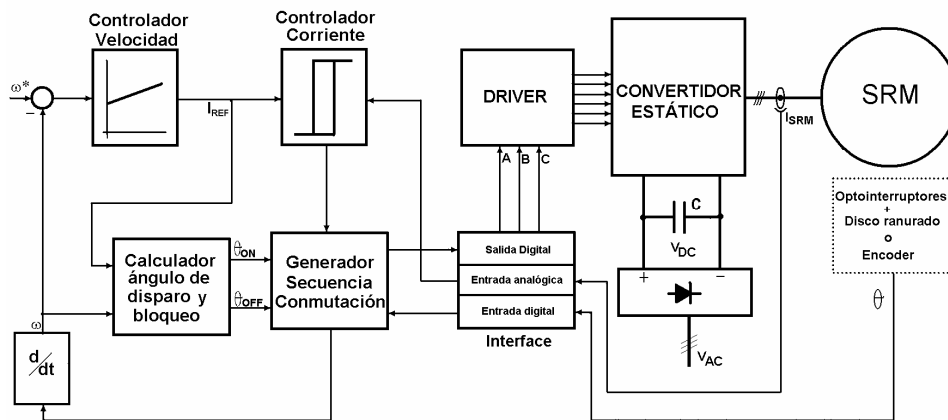 Controlador
Velocidad
Controlador
Corriente
ω*
−
I_REF
DRIVER
A
B
C
CONVERTIDOR
ESTÁTICO
I_SRM
SRM
C
V_DC
+
−
V_AC
Optointerruptores
+
Disco ranurado
o
Encoder
θ
Calculador
ángulo de
disparo y
bloqueo
θ_ON
θ_OFF
Generador
Secuencia
Conmutación
Salida Digital
Entrada analógica
Entrada digital
Interface
ω
d/dt